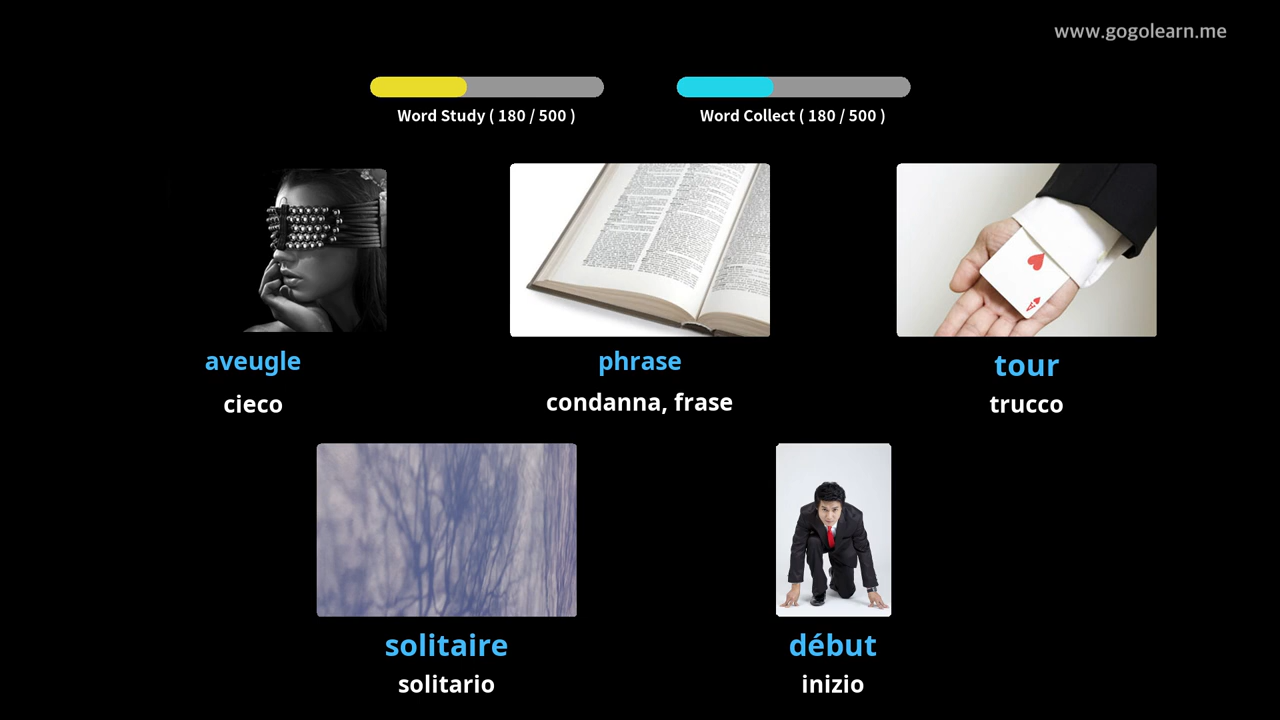 www.gogolearn.me
Word Study ( 180 / 500 )
Word Collect ( 180 / 500 )
aveugle
cieco
phrase
condanna, frase
tour
trucco
solitaire
solitario
début
inizio